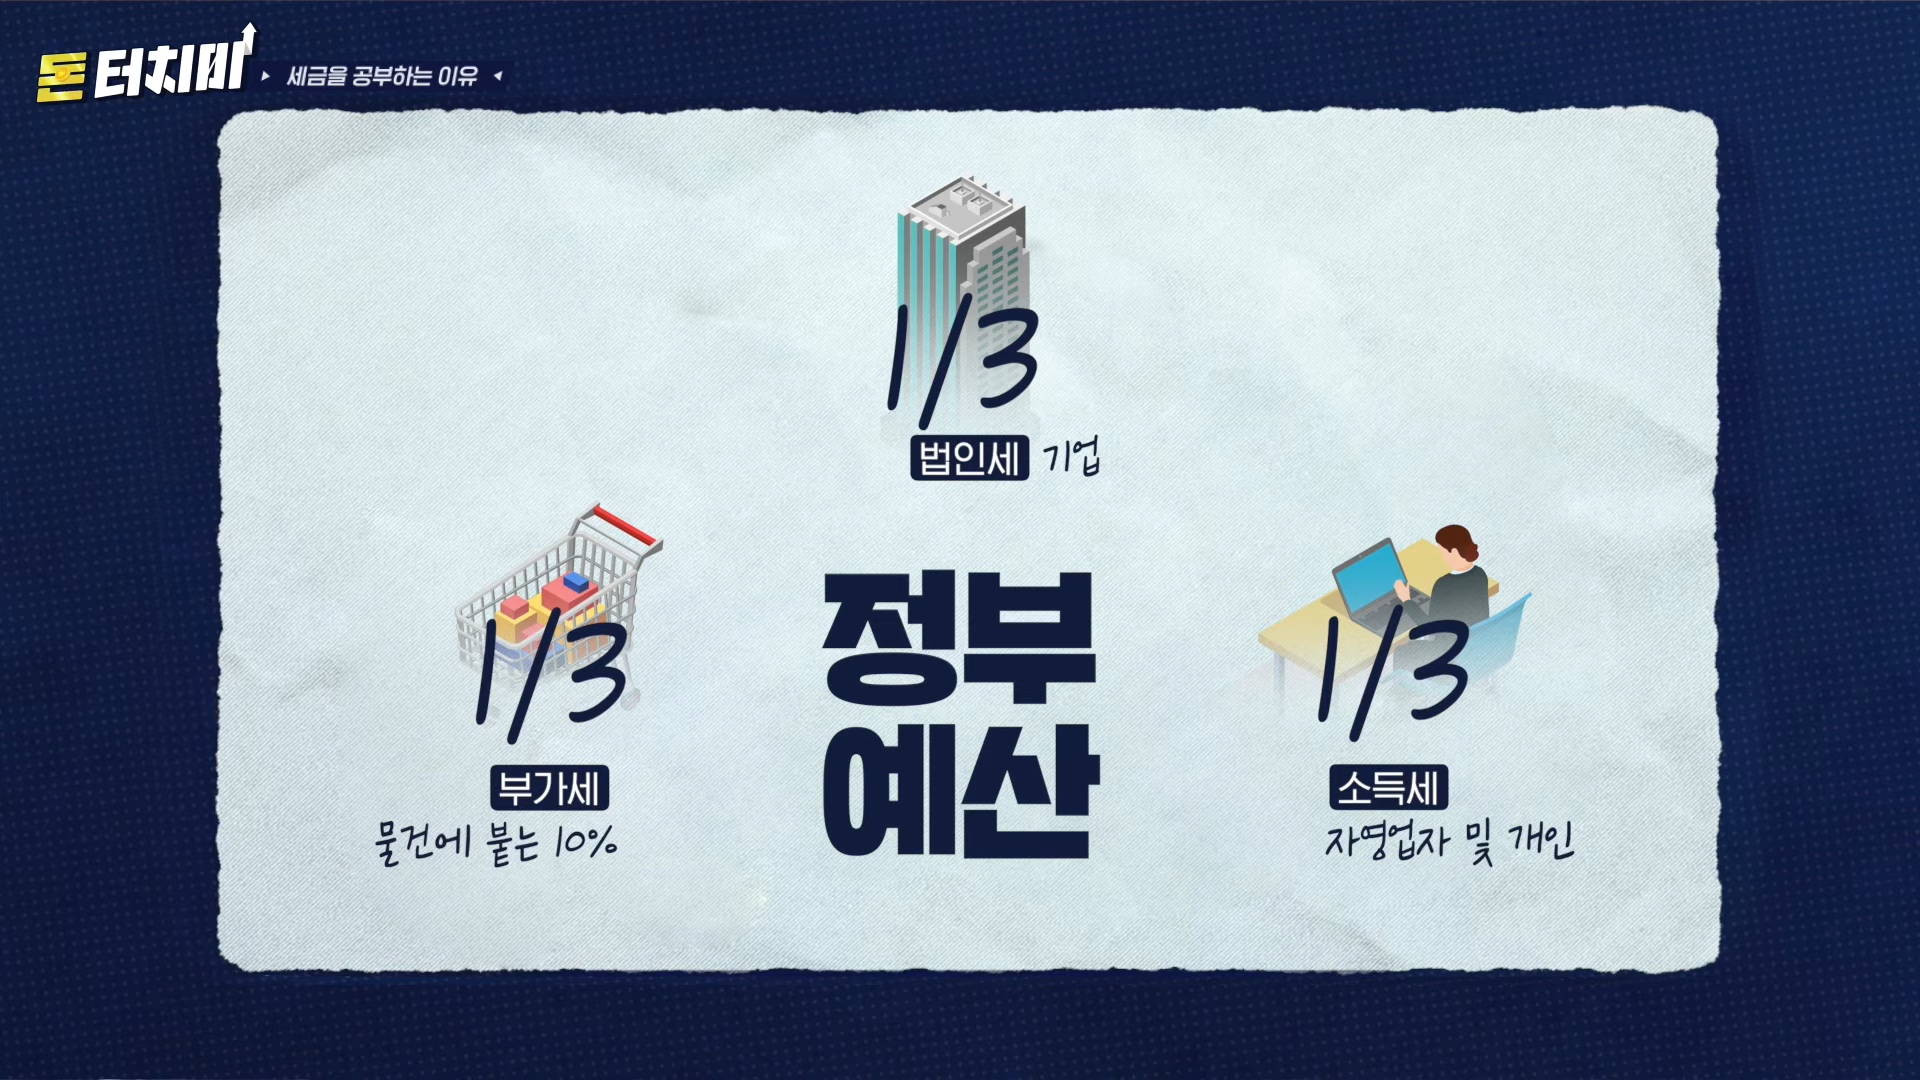 돈 터치미
세금을 공부하는 이유
1/3
법인세 기업
1/3
부가세
물건에 붙는 10%
정부
예산
1/3
소득세
자영업자 및 개인